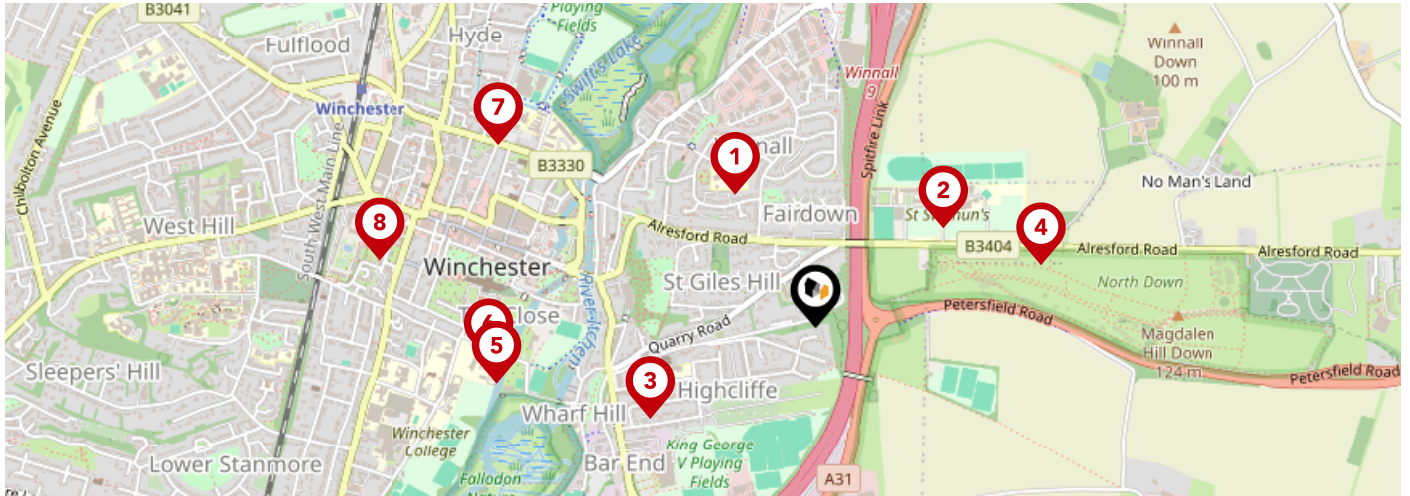 B3041
Playing
Fields
Hyde
Fulflood
Swift's Lake
Winnall
Down
100 m
Winnall
9
Winchester
Chilbolton Avenue
7
B3330
1
nall
Spitfire Link
South West Main Line
2
No Man's Land
West Hill
8
Fairdown
St S
un's
4
Alresford Road
B3404
Alresford Road
Alresford Road
Winchester
St Giles Hill
North Down
River Itchen
6
Close
5
Quarry Road
Petersfield Road
Magdalen
Hill Down
124 m
Sleepers' Hill
3
Highcliffe
Petersfield Road
Wharf Hill
Winchester
College
King George
V Playing
Fields
Lower Stanmore
Bar End
Fallodon
A31